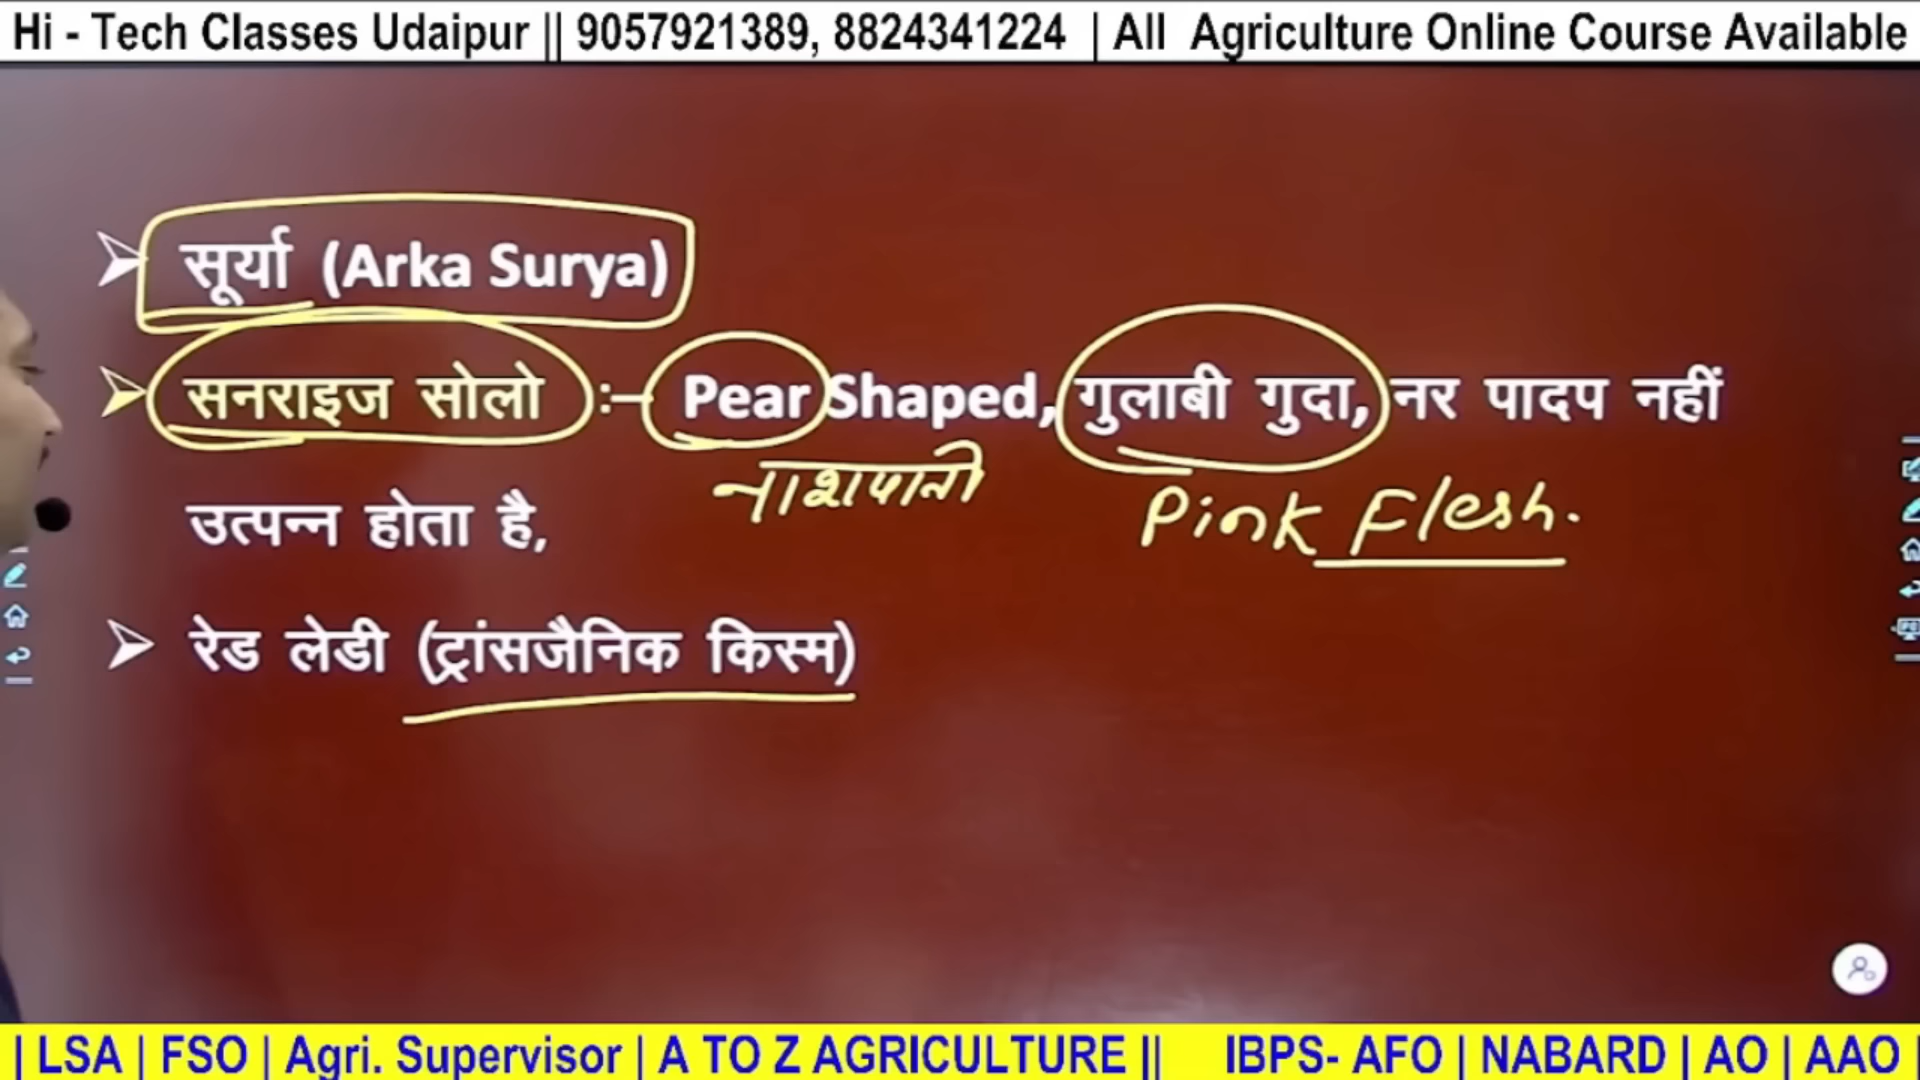 Hi - Tech Classes Udaipur || 9057921389, 8824341224 | All Agriculture Online Course Available
सूर्या (Arka Surya)
सनराइज सोलो :- Pear Shaped, गुलाबी गुदा, नर पादप नहीं
नाशपाती Pink Flesh.
उत्पन्न होता है,
रेड लेडी (ट्रांसजैनिक किस्म)
| LSA | FSO | Agri. Supervisor | A TO Z AGRICULTURE || IBPS- AFO | NABARD | AO | AAO |